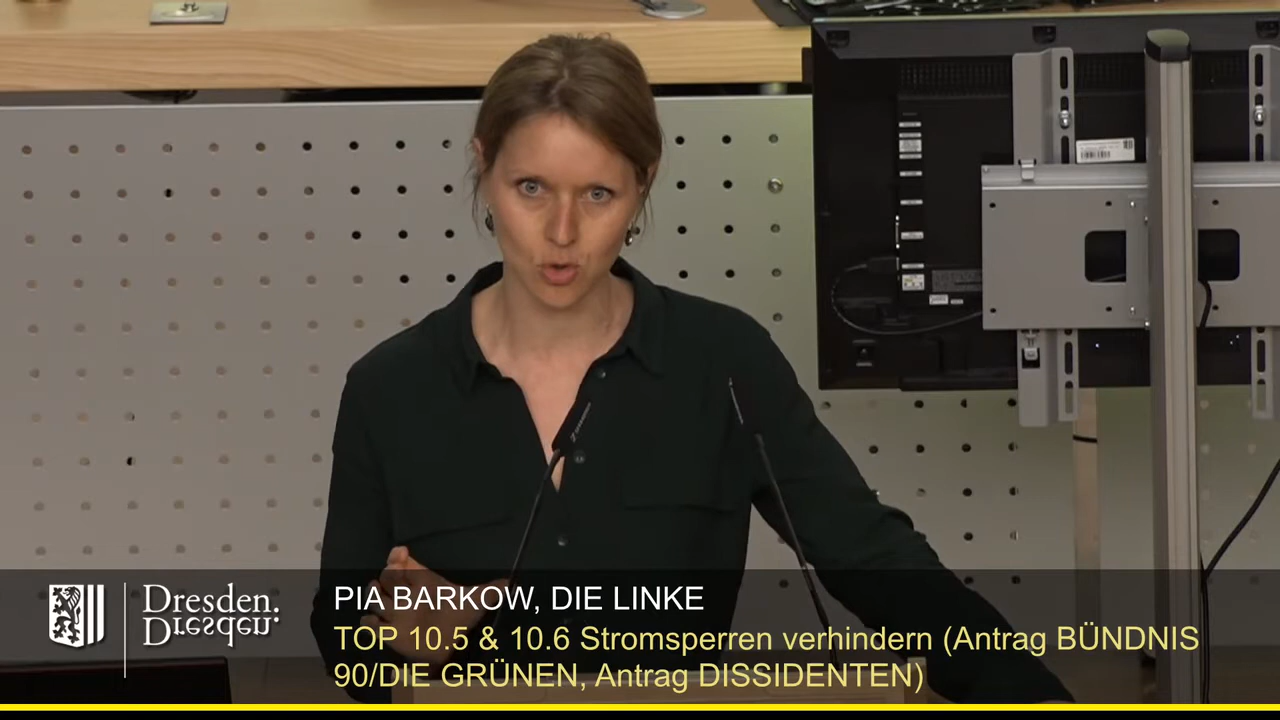 Dresden.
Dresden.
PIA BARKOW, DIE LINKE
TOP 10.5 & 10.6 Stromsperren verhindern (Antrag BÜNDNIS
90/DIE GRÜNEN, Antrag DISSIDENTEN)